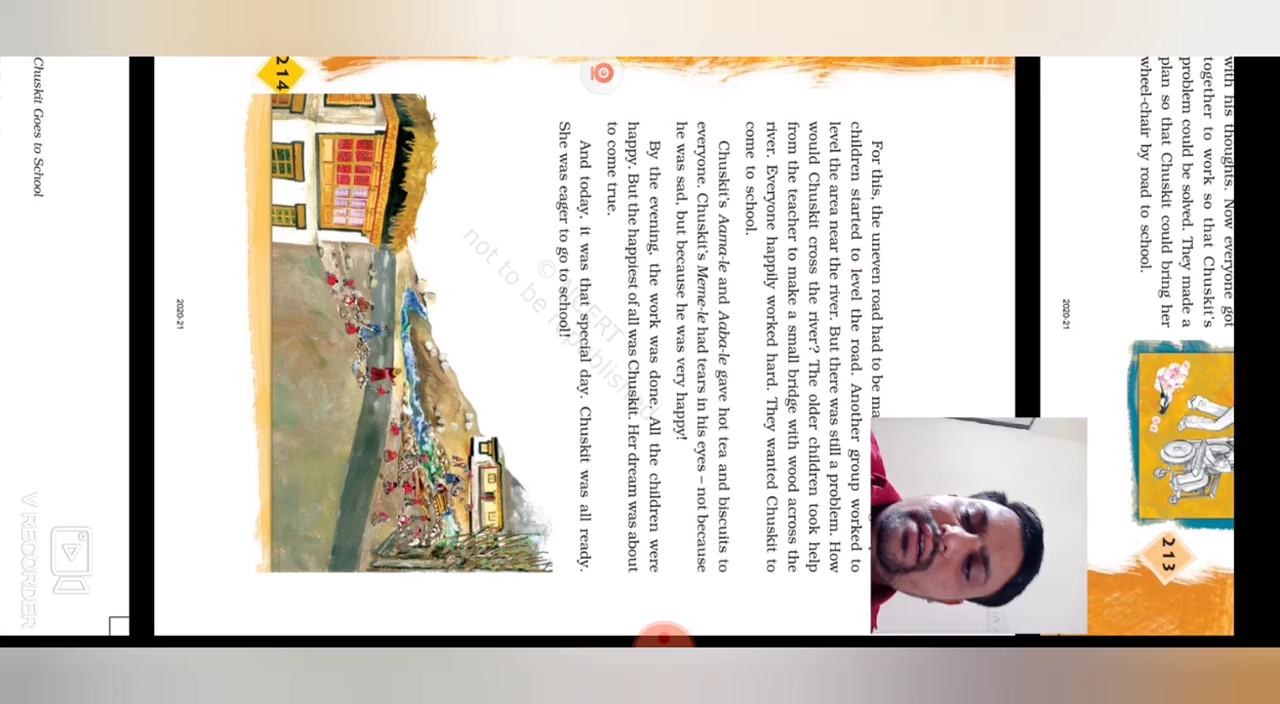 with his thoughts. Now everyone got
together to work so that Chuskit's
problem could be solved. They made a
plan so that Chuskit could bring her
wheel-chair by road to school.
213
2020-21
For this, the uneven road had to be
children started to level the road. Another group worked to
level the area near the river. But there was still a problem. How
would Chuskit cross the river? The older children took help
from the teacher to make a small bridge with wood across the
river. Everyone happily worked hard. They wanted Chuskit to
come to school.
Chuskit's Aama-le and Aaba-le gave hot tea and biscuits to
everyone. Chuskit's Meme-le had tears in his eyes – not because
he was sad, but because he was very happy!
By the evening, the work was done. All the children were
happy. But the happiest of all was Chuskit. Her dream was about
to come true.
And today, it was that special day. Chuskit was all ready.
She was eager to go to school!
© NCERT
not to be republished
214
2020-21
Chuskit Goes to School
V RECORDER